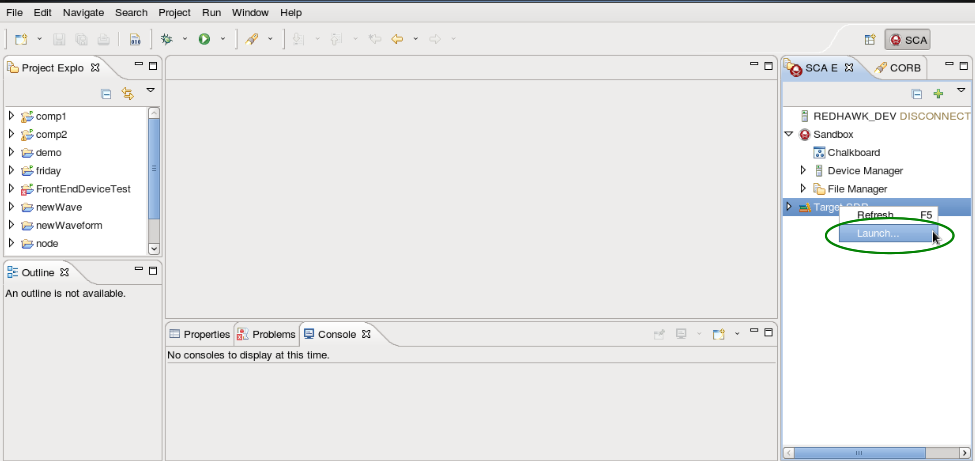 File Edit Navigate Search Project Run Window Help
SCA
Project Explo
comp1
comp2
demo
friday
FrontEndDeviceTest
newWave
newWaveform
node
Outline
An outline is not available.
Properties Problems Console
No consoles to display at this time.
SCA E CORB
REDHAWK_DEV DISCONNECT
Sandbox
Chalkboard
Device Manager
File Manager
Target SDR
Refresh F5
Launch...